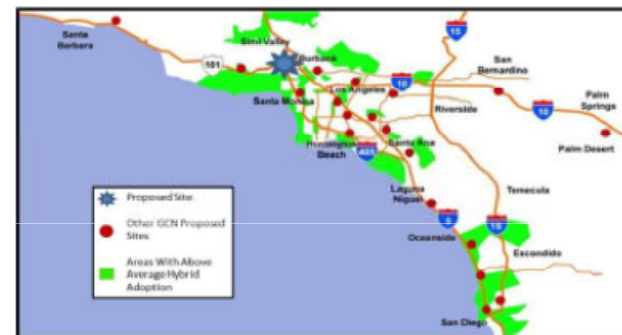 Santa
Barbara
101
Simi Valley
Burbank
15
San
Bernardino
10
Los Angeles
Santa Monica
Riverside
Palm
Springs
10
Palm Desert
Huntington
Beach
405
Santa Ana
Laguna
Niguel
Temecula
5
15
Oceanside
Escondido
San Diego
Proposed Site
Other GCN Proposed
Sites
Areas With Above
Average Hybrid
Adoption